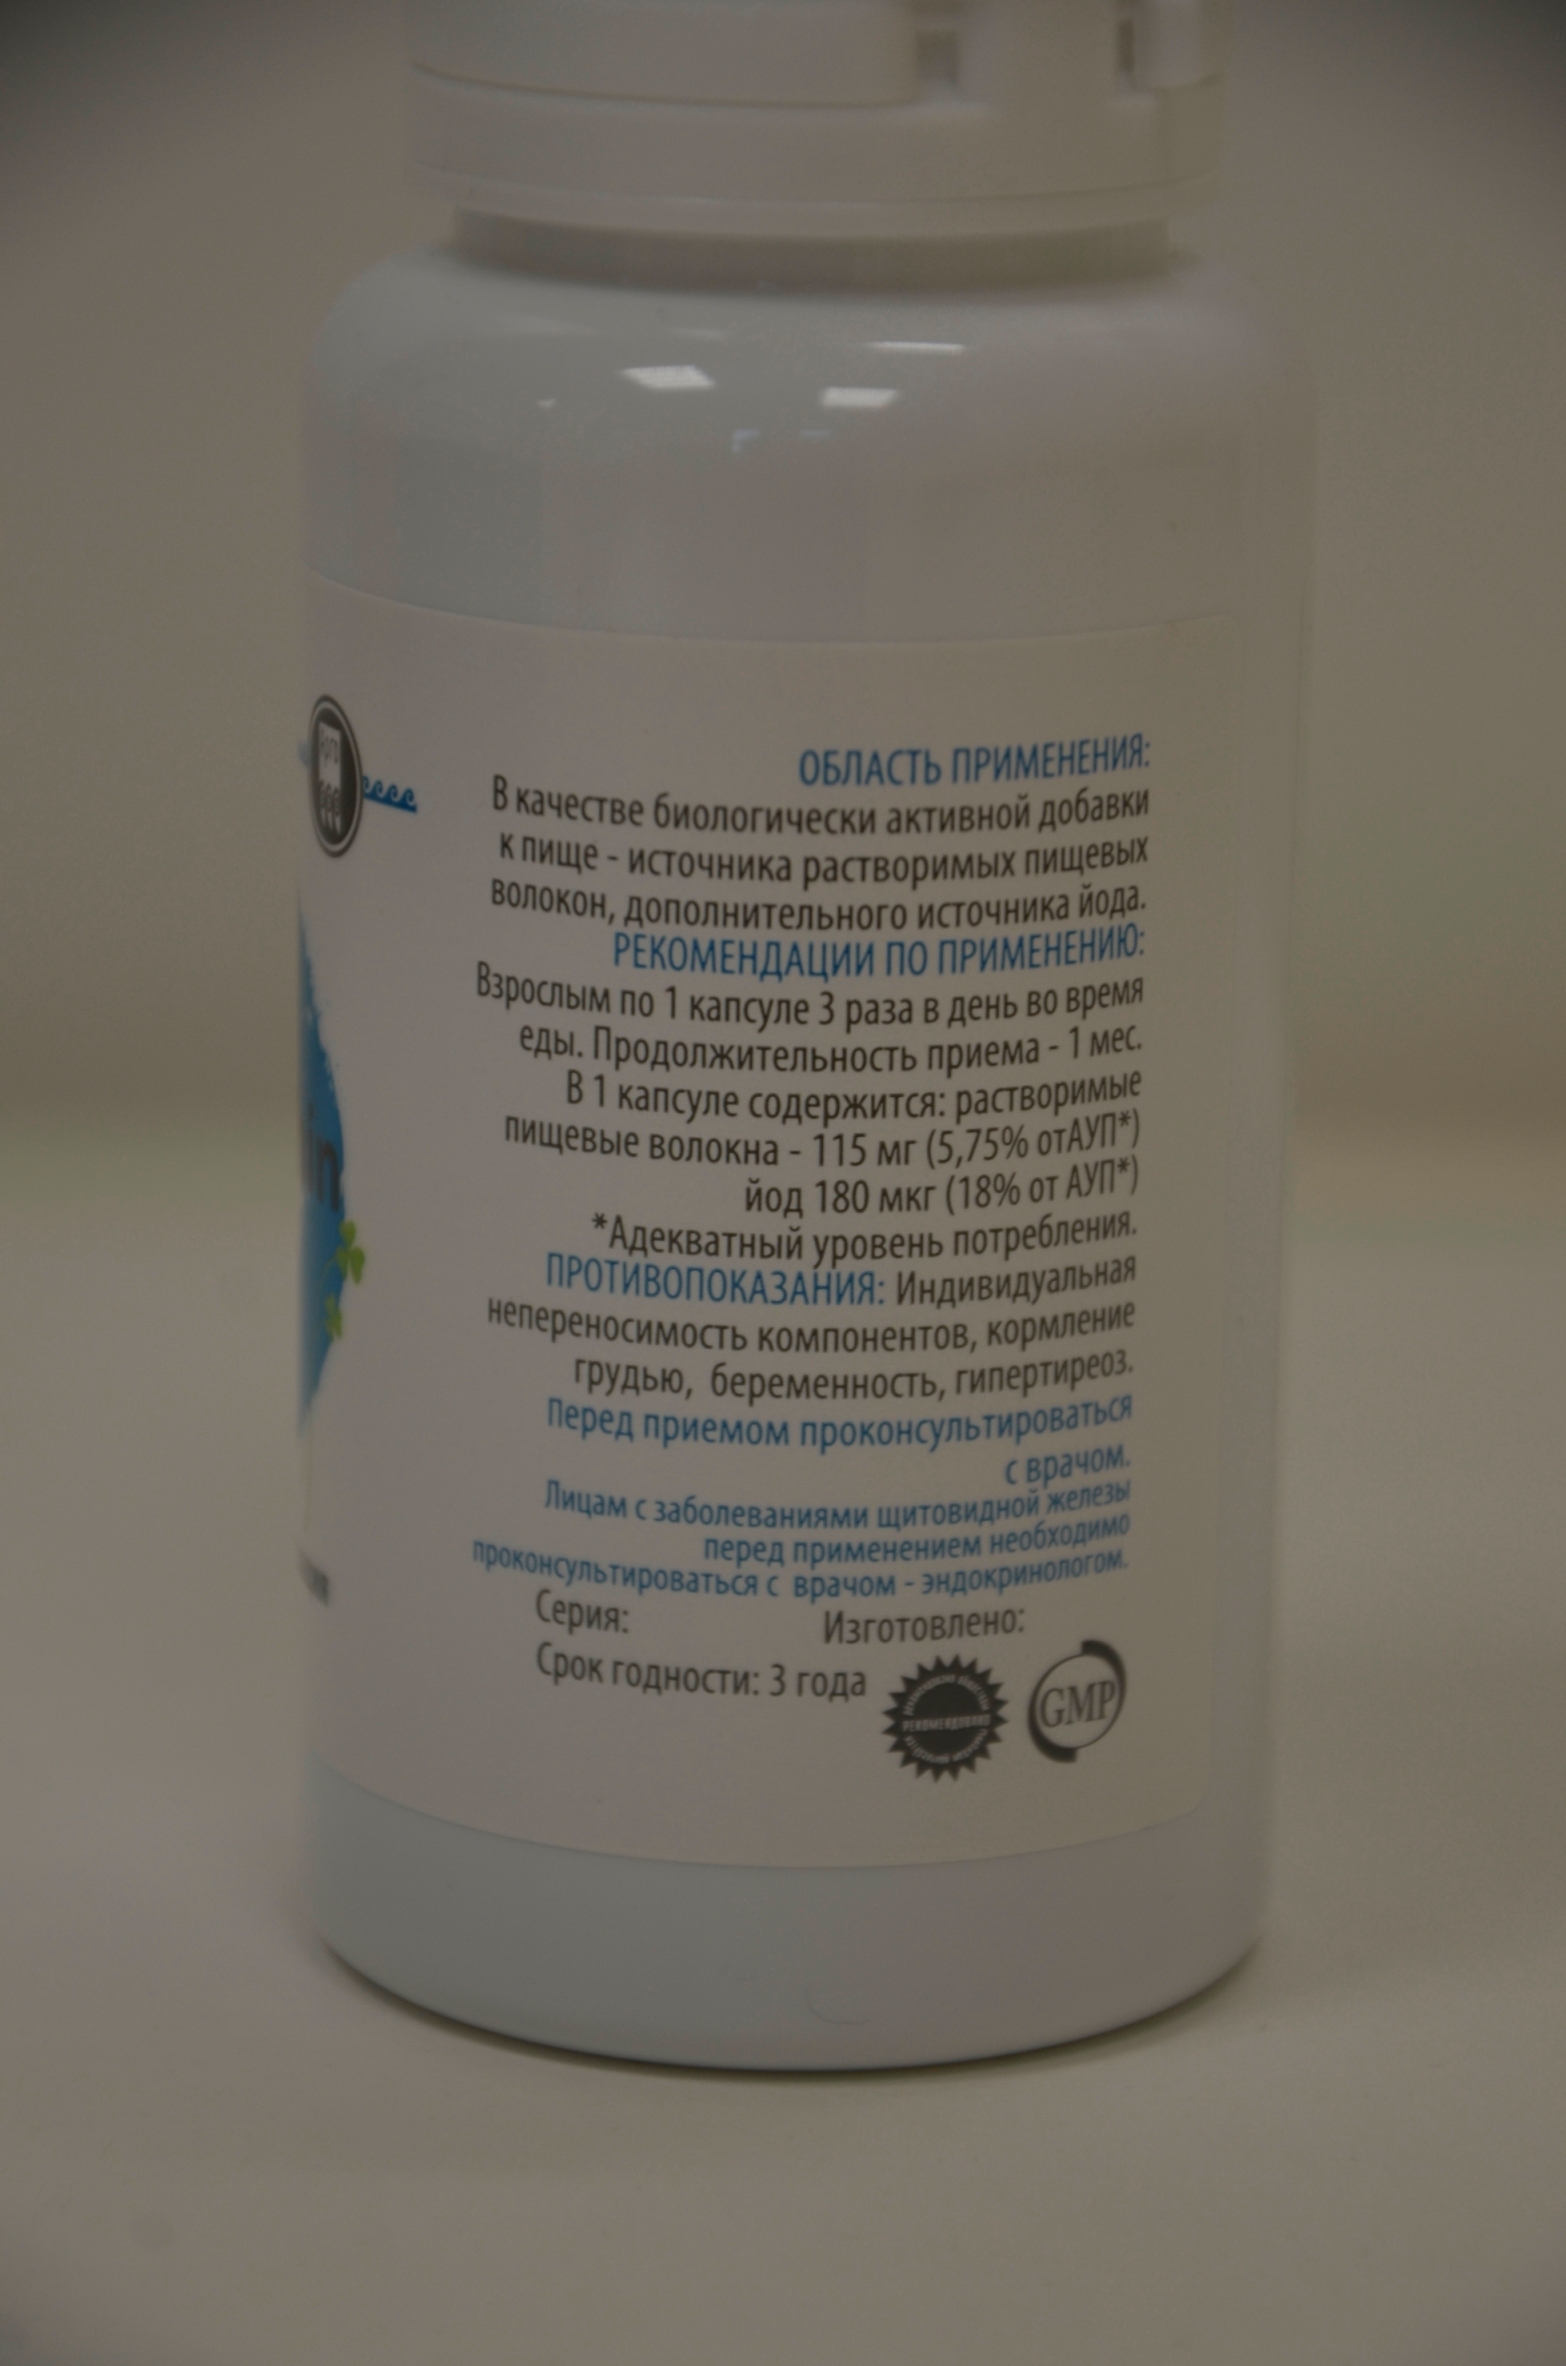 in
ОБЛАСТЬ ПРИМЕНЕНИЯ:
В качестве биологически активной добавки
к пище - источника растворимых пищевых
волокон, дополнительного источника йода.
РЕКОМЕНДАЦИИ ПО ПРИМЕНЕНИЮ:
Взрослым по 1 капсуле 3 раза в день во время
еды. Продолжительность приема - 1 мес.
В 1 капсуле содержится: растворимые
пищевые волокна - 115 мг (5,75% отАУП*)
йод 180 мкг (18% от АУП*)
*Адекватный уровень потребления.
ПРОТИВОПОКАЗАНИЯ: Индивидуальная
непереносимость компонентов, кормление
грудью, беременность, гипертиреоз.
Перед приемом проконсультироваться
с врачом.
Лицам с заболеваниями щитовидной железы
перед применением необходимо
проконсультироваться с врачом - эндокринологом.
Серия: Изготовлено:
Срок годности: 3 года
РЕКОМЕНДОВАНО
GMP